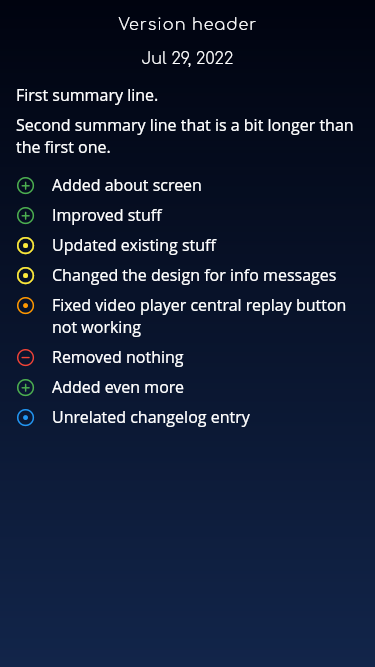 Version header
Jul 29, 2022
First summary line.
Second summary line that is a bit longer than
the first one.
Added about screen
Improved stuff
Updated existing stuff
Changed the design for info messages
Fixed video player central replay button
not working
Removed nothing
Added even more
Unrelated changelog entry